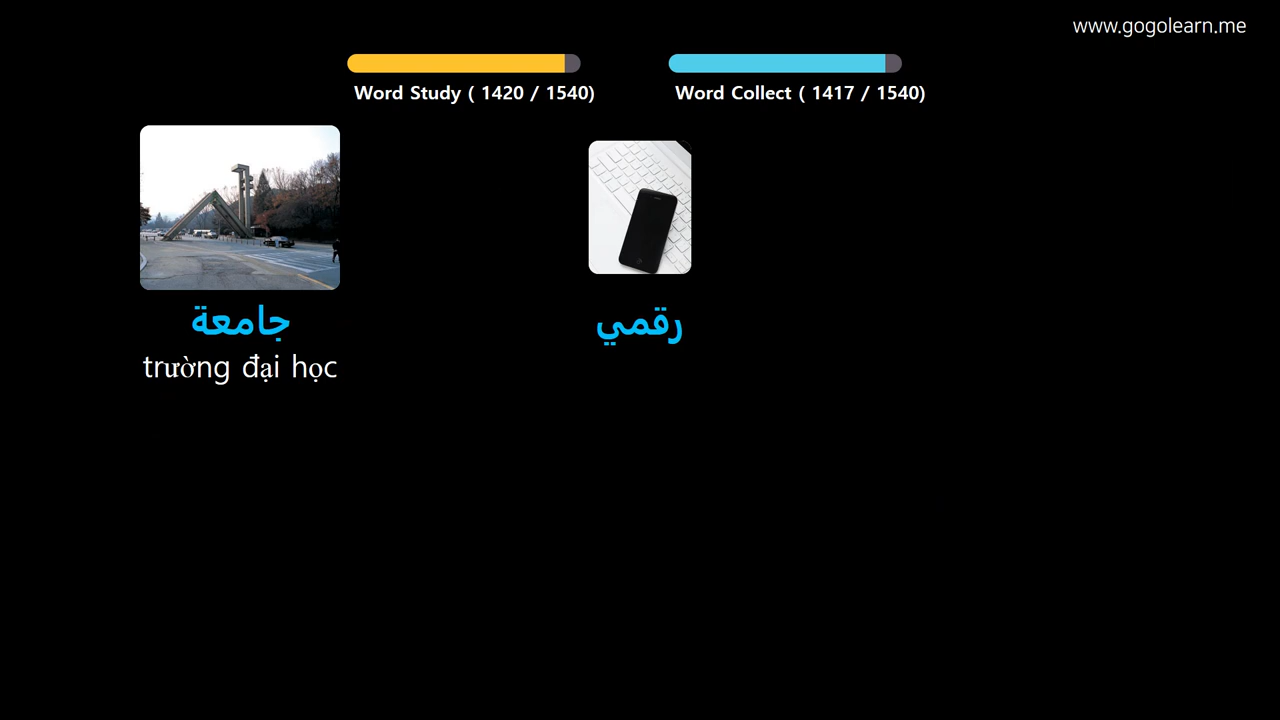 www.gogolearn.me
Word Study ( 1420 / 1540)
Word Collect ( 1417 / 1540)
جامعة
trường đại học
رقمي